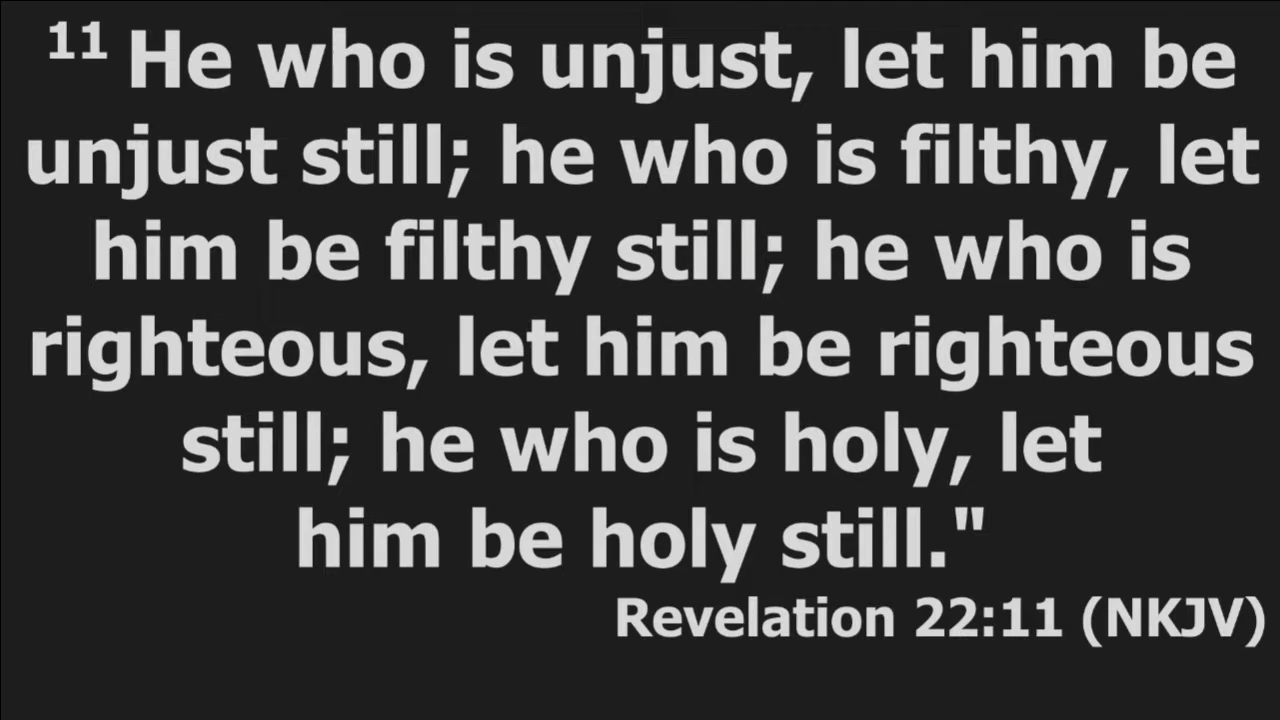 11 He who is unjust, let him be
unjust still; he who is filthy, let
him be filthy still; he who is
righteous, let him be righteous
still; he who is holy, let
him be holy still."
Revelation 22:11 (NKJV)